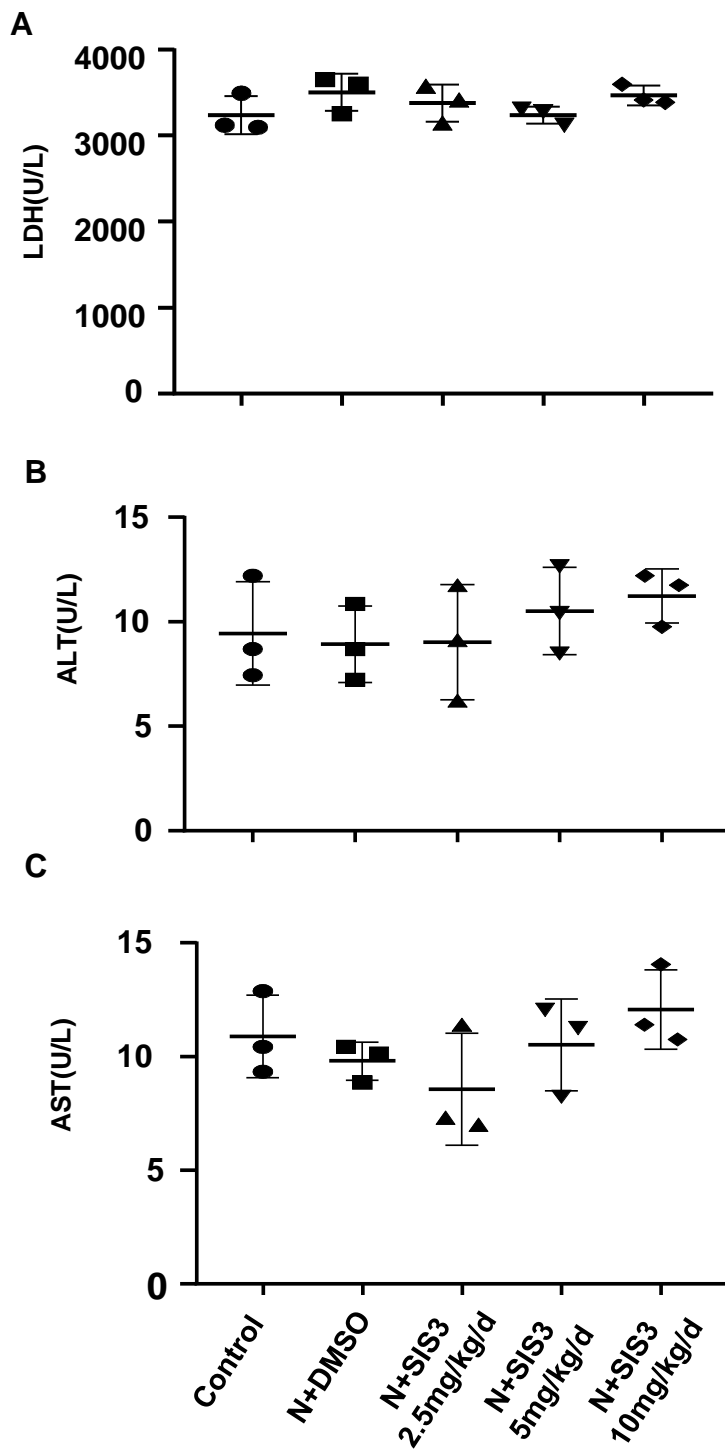 A
4000
3000
2000
1000
0
LDH(U/L)
B
15
10
5
0
ALT(U/L)
C
15
10
5
0
AST(U/L)
Control
N+DMSO
N+SIS3
2.5mg/kg/d
N+SIS3
5mg/kg/d
N+SIS3
10mg/kg/d